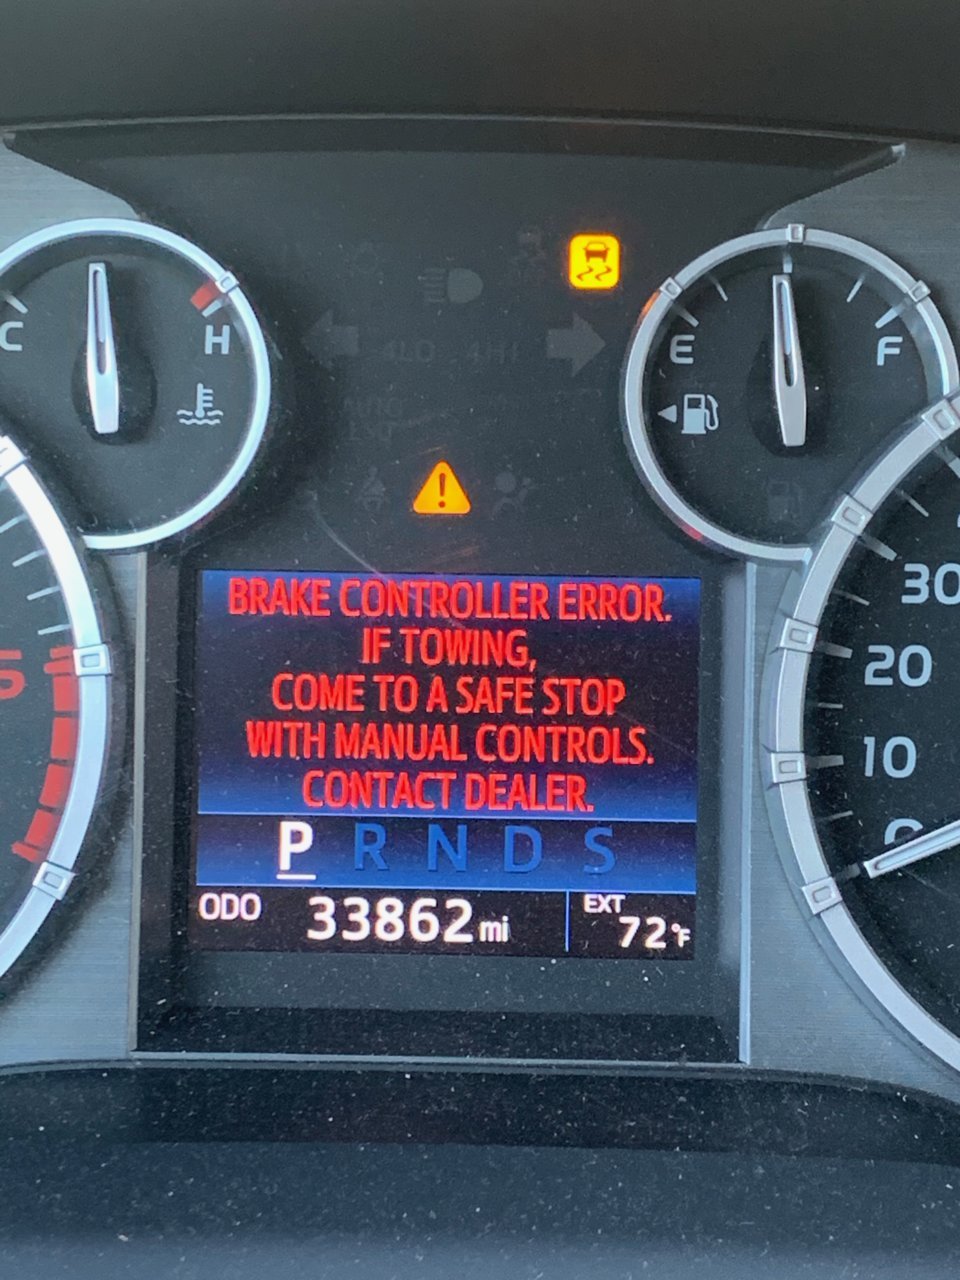 C
H
E
F
BRAKE CONTROLLER ERROR.
IF TOWING,
COME TO A SAFE STOP
WITH MANUAL CONTROLS.
CONTACT DEALER.
P R N D S
ODO 33862 mi
EXT
72°F
30
20
10
0